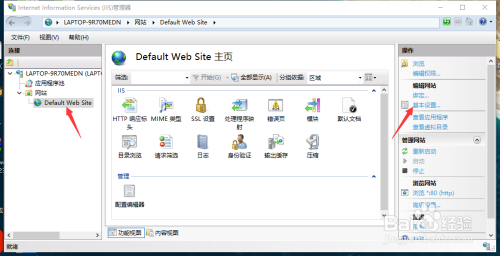 Internet Information Services (IIS)管理器
LAPTOP-9R70MEDN ▸ 网站 ▸ Default Web Site ▸
文件(F) 视图(V) 帮助(H)
连接
LAPTOP-9R70MEDN (LAPTO
应用程序池
网站
Default Web Site
Default Web Site 主页
筛选: 开始(G) 全部显示(A) 分组依据: 区域
IIS
HTTP 响应标头 MIME 类型 SSL 设置 处理程序映射 错误页 模块 默认文档
目录浏览 请求筛选 日志 身份验证 输出缓存 压缩
管理
配置编辑器
功能视图 内容视图
操作
浏览
编辑权限...
编辑网站
绑定...
基本设置...
查看应用程序
查看虚拟目录
管理网站
重新启动
启动
停止
浏览网站
浏览 *:80 (http)
高级设置...
Bai 经验
就绪